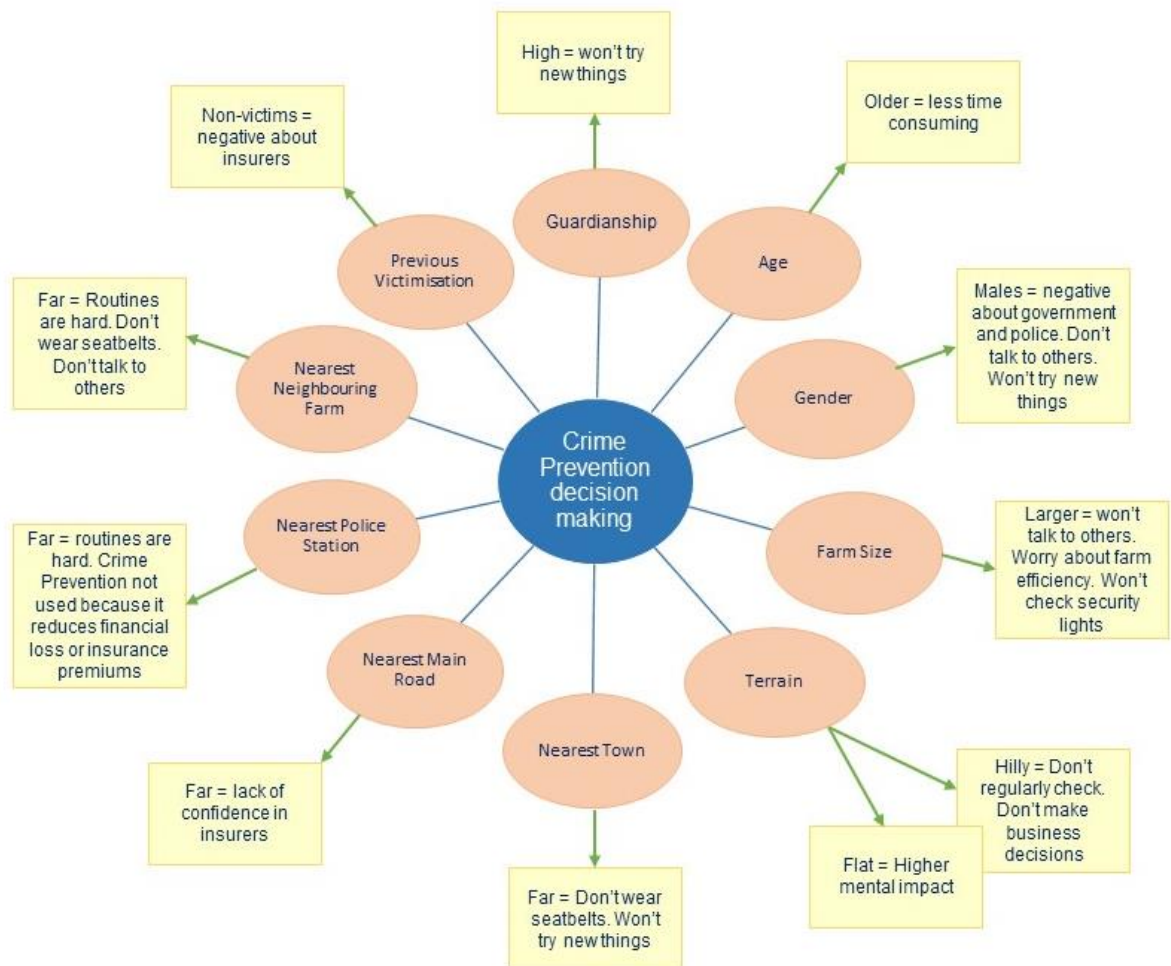 High = won't try
new things
Older = less time
consuming
Non-victims =
negative about
insurers
Guardianship
Age
Previous
Victimisation
Far = Routines
are hard. Don't
wear seatbelts.
Don't talk to
others
Nearest
Neighbouring
Farm
Gender
Males = negative
about government
and police. Don't
talk to others.
Won't try new
things
Crime
Prevention
decision
making
Nearest Police
Station
Farm Size
Far = routines are
hard. Crime
Prevention not
used because it
reduces financial
loss or insurance
premiums
Larger = won't
talk to others.
Worry about farm
efficiency. Won't
check security
lights
Nearest Main
Road
Terrain
Nearest Town
Far = lack of
confidence in
insurers
Hilly = Don't
regularly check.
Don't make
business
decisions
Flat = Higher
mental impact
Far = Don't wear
seatbelts. Won't
try new things